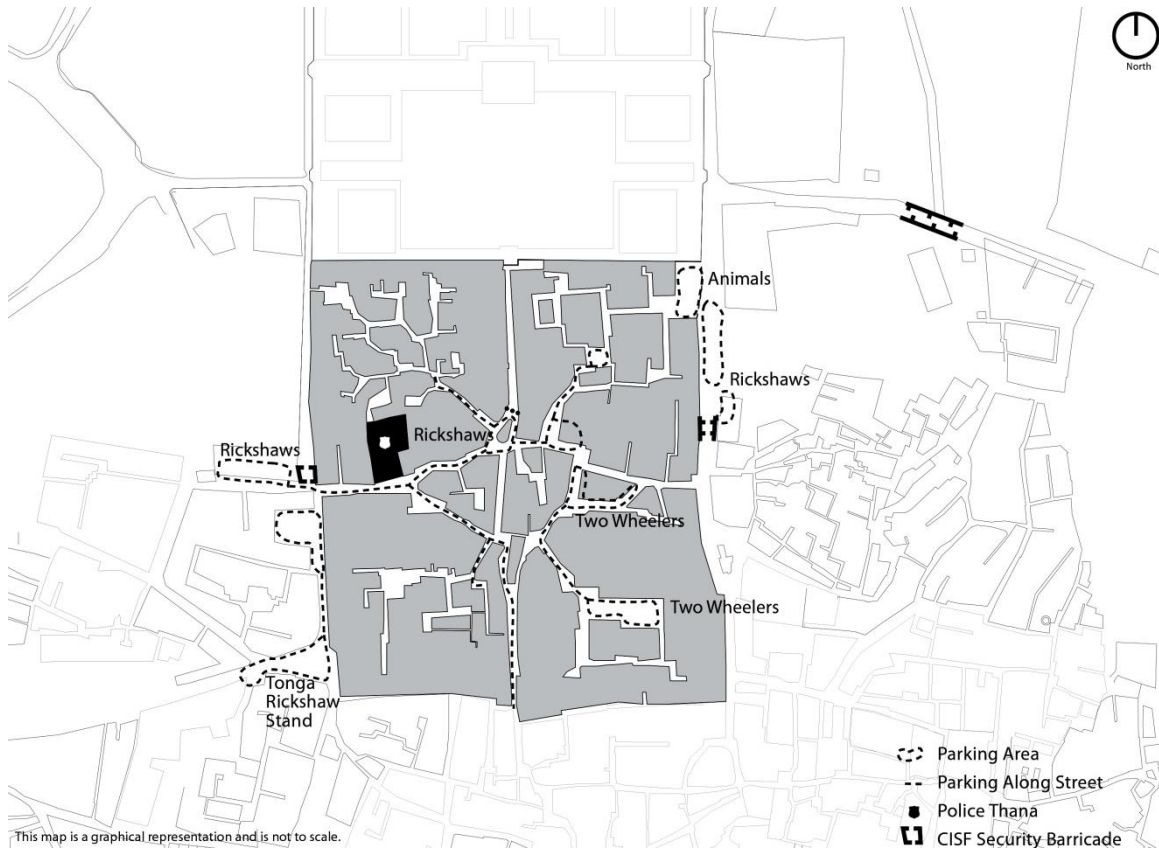 North
Animals
Rickshaws
Rickshaws
Rickshaws
Two Wheelers
Two Wheelers
Tonga
Rickshaw
Stand
Parking Area
Parking Along Street
Police Thana
CISF Security Barricade
This map is a graphical representation and is not to scale.